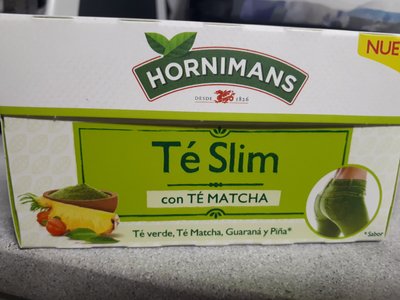 NUE
HORNIMANS
DESDE 1826
Té Slim
con TÉ MATCHA
Té verde, Té Matcha, Guaraná y Piña*
*Sabor